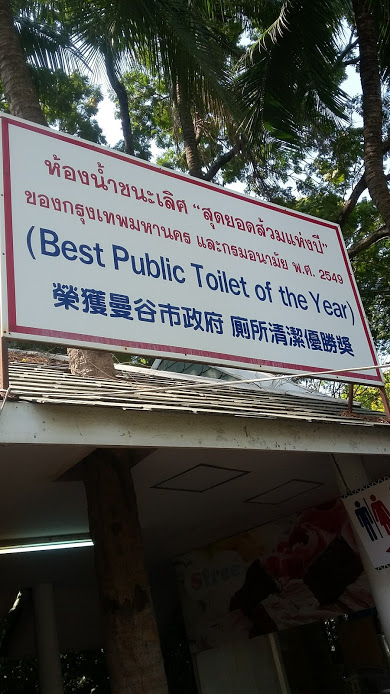 ห้องน้ำชนะเลิศ "สุดยอดส้วมแห่งปี"
ของกรุงเทพมหานคร และกรมอนามัย พ.ศ. 2549
(Best Public Toilet of the Year)
榮獲曼谷市政府 廁所清潔優勝獎